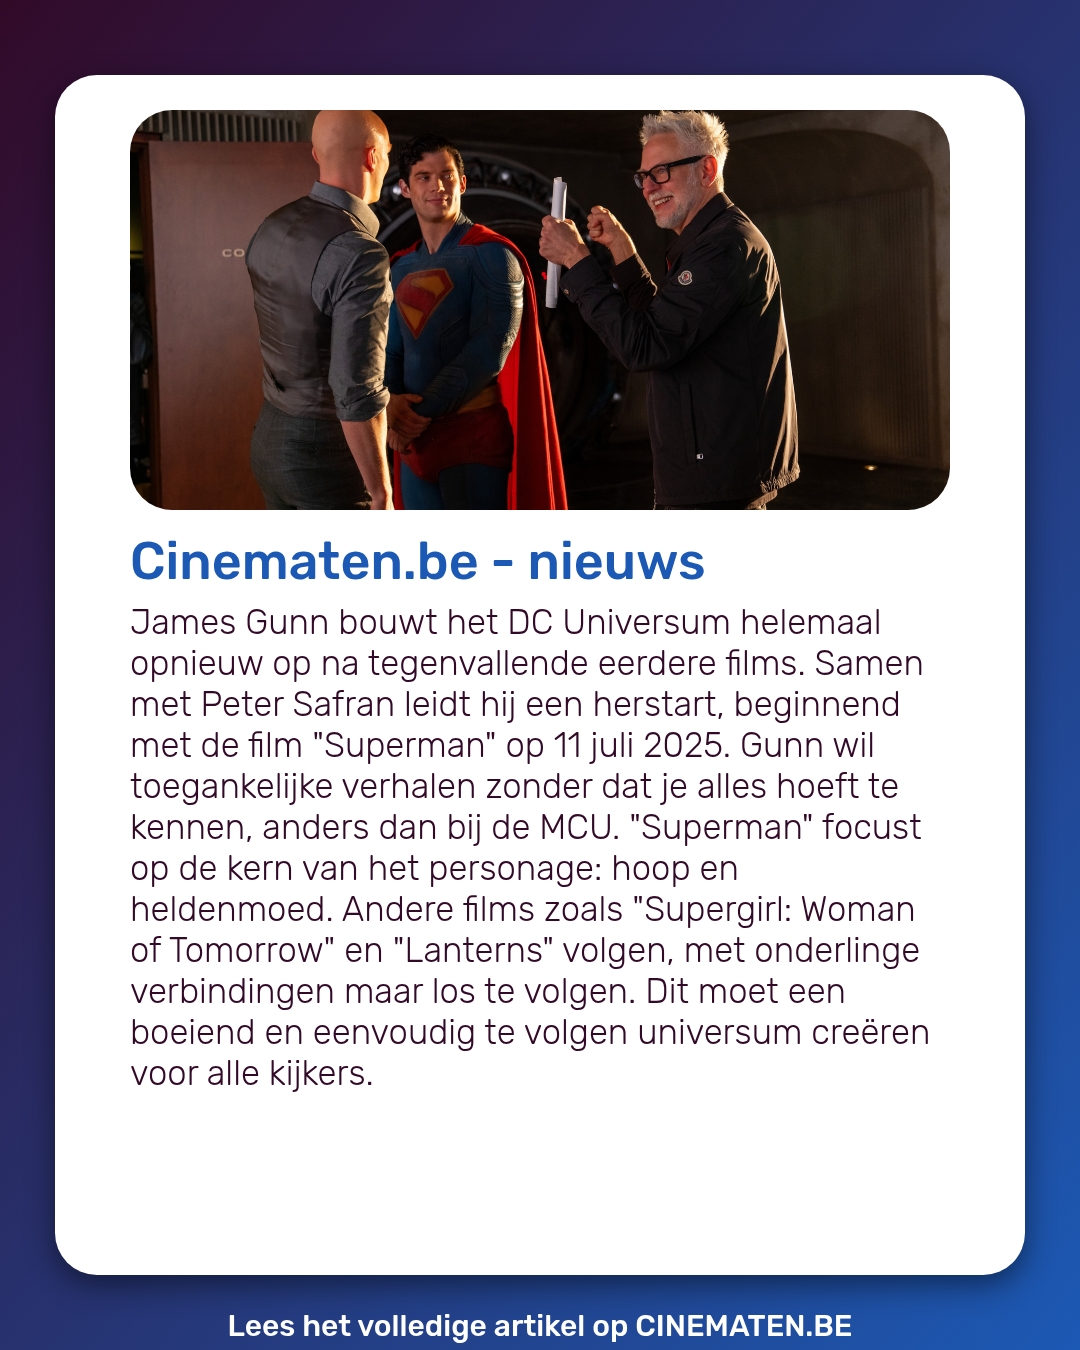 CO
Cinematen.be - nieuws
James Gunn bouwt het DC Universum helemaal
opnieuw op na tegenvallende eerdere films. Samen
met Peter Safran leidt hij een herstart, beginnend
met de film "Superman" op 11 juli 2025. Gunn wil
toegankelijke verhalen zonder dat je alles hoeft te
kennen, anders dan bij de MCU. "Superman" focust
op de kern van het personage: hoop en
heldenmoed. Andere films zoals "Supergirl: Woman
of Tomorrow" en "Lanterns" volgen, met onderlinge
verbindingen maar los te volgen. Dit moet een
boeiend en eenvoudig te volgen universum creëren
voor alle kijkers.
Lees het volledige artikel op CINEMATEN.BE